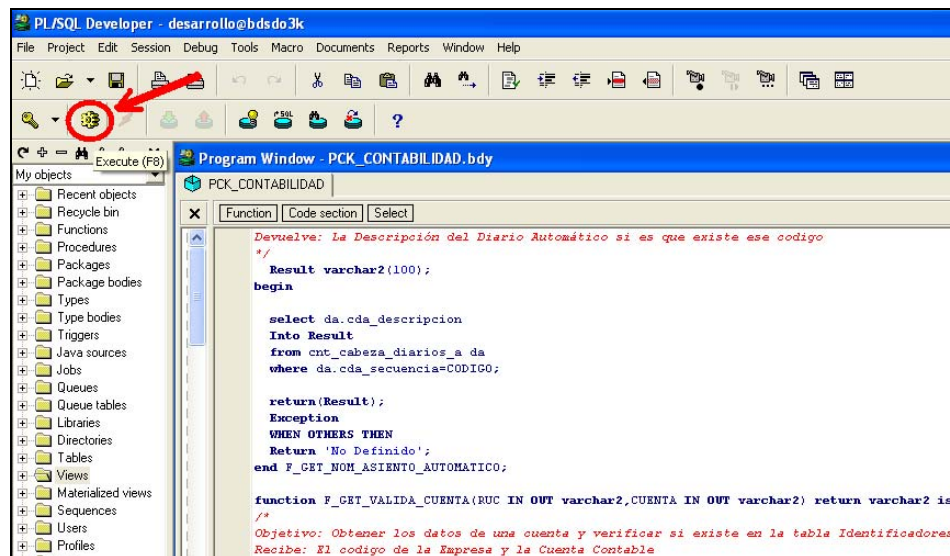 PL/SQL Developer - desarrollo@bdsdo3k
File Project Edit Session Debug Tools Macro Documents Reports Window Help
Execute (F8)
My objects
Recent objects
Recycle bin
Functions
Procedures
Packages
Package bodies
Types
Type bodies
Triggers
Java sources
Jobs
Queues
Queue tables
Libraries
Directories
Tables
Views
Materialized views
Sequences
Users
Profiles
Program Window - PCK_CONTABILIDAD.bdy
PCK_CONTABILIDAD
Function Code section Select
Devuelve: La Descripción del Diario Automático si es que existe ese codigo
*/
Result varchar2(100);
begin
select da.cda_descripcion
Into Result
from cnt_cabeza_diarios_a da
where da.cda_secuencia=CODIGO;
return(Result);
Exception
WHEN OTHERS THEN
Return 'No Definido';
end F_GET_NOM_ASIENTO_AUTOMATICO;
function F_GET_VALIDA_CUENTA(RUC IN OUT varchar2,CUENTA IN OUT varchar2) return varchar2 is
/*
Objetivo: Obtener los datos de una cuenta y verificar si existe en la tabla Identificadore
Recibe: El codigo de la Empresa y la Cuenta Contable